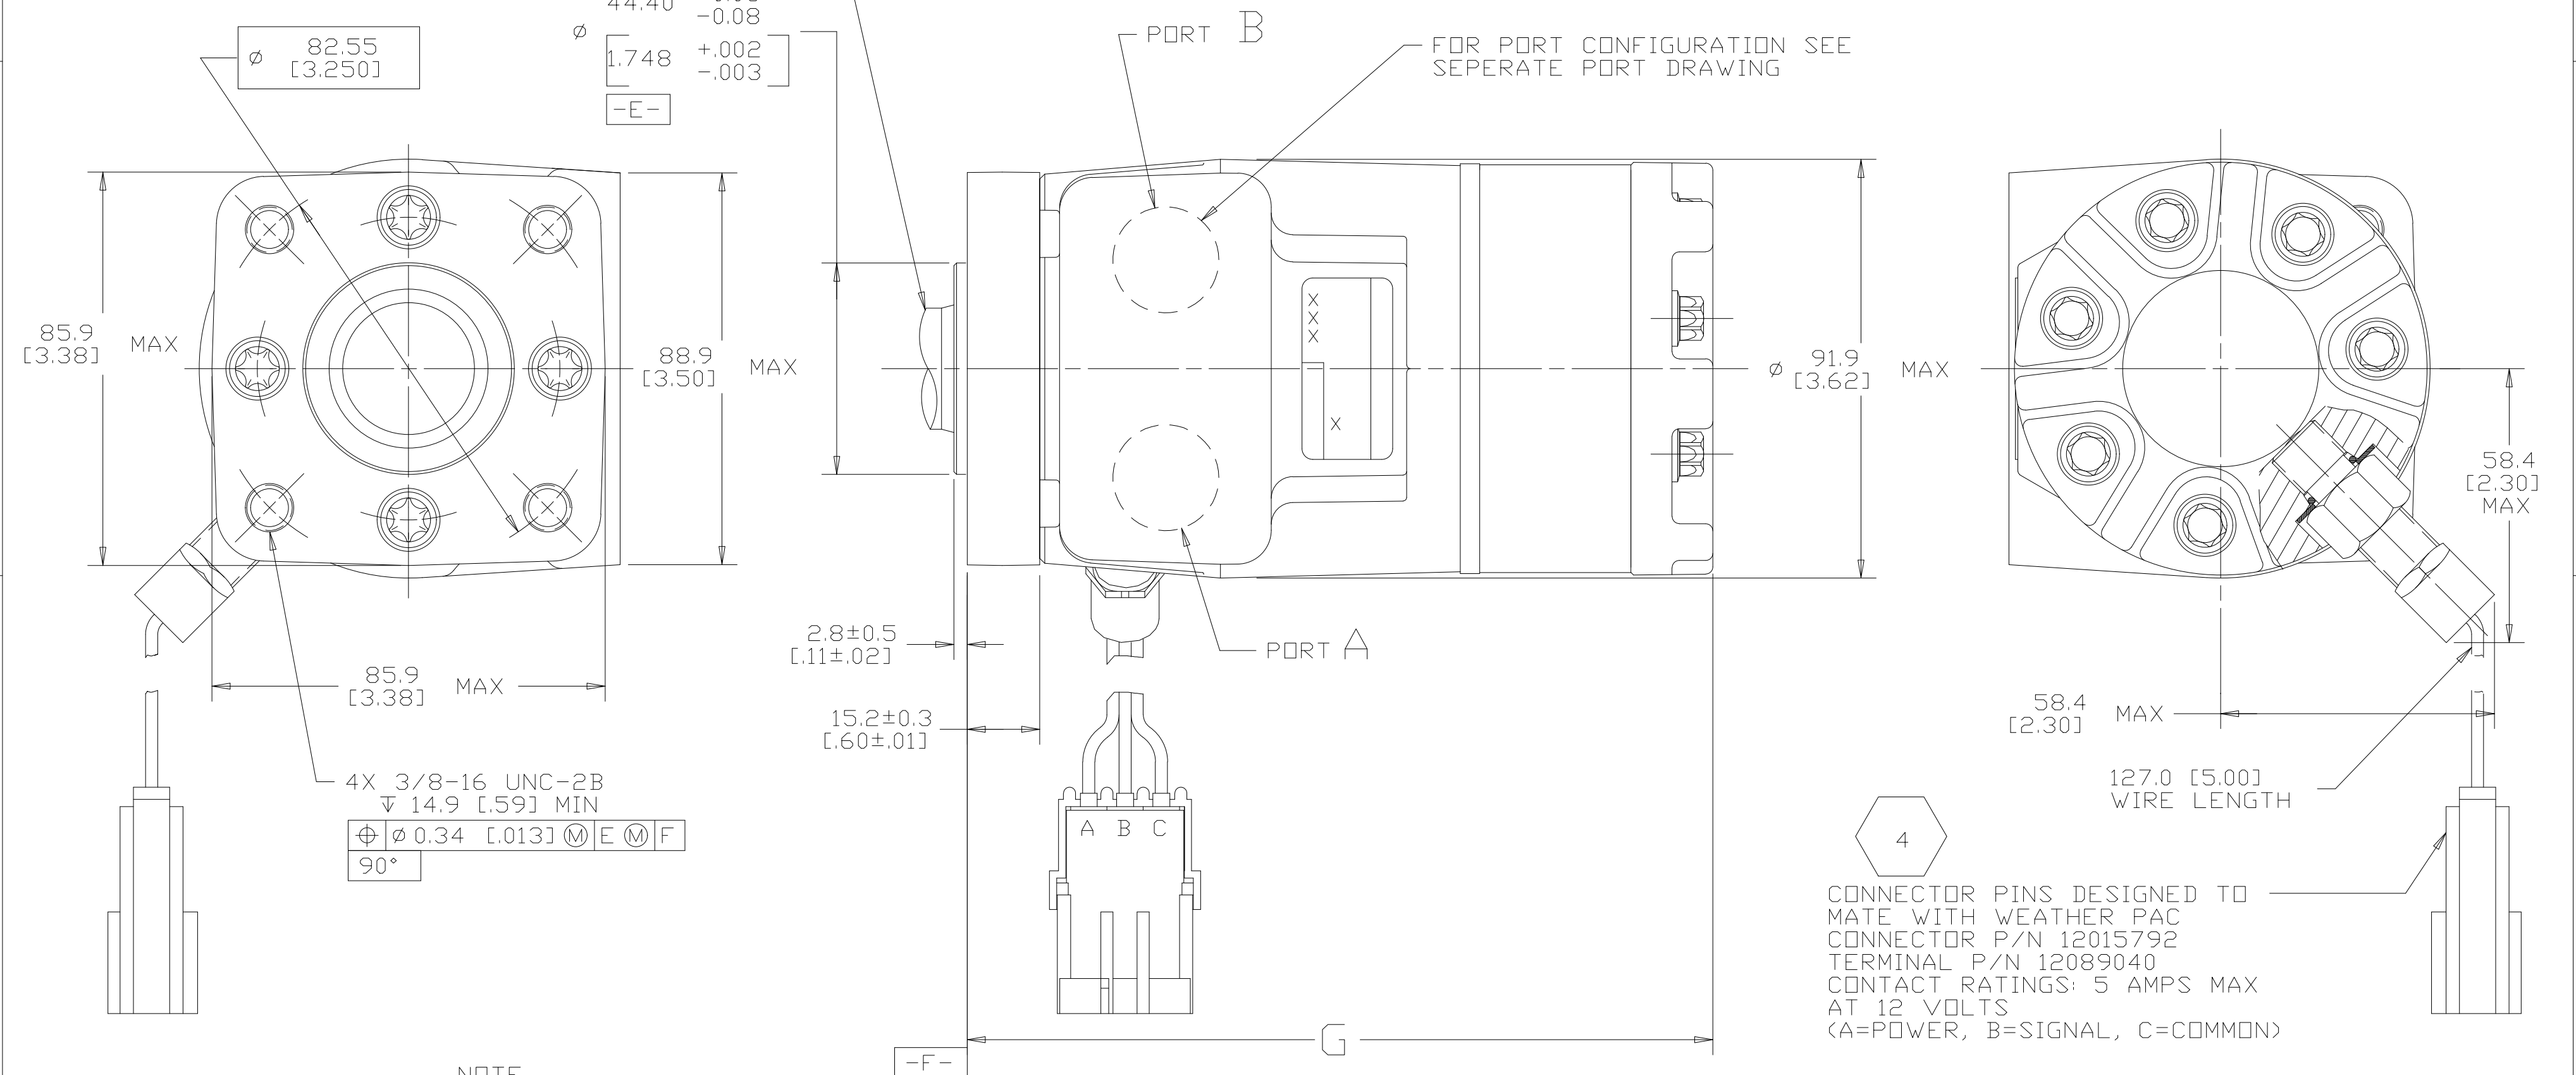 82.55
[3.250]
ø
44.40
-0.08
ø
1.748 +.002
-.003
-E-
PORT B
FOR PORT CONFIGURATION SEE
SEPERATE PORT DRAWING
85.9
[3.38] MAX
88.9
[3.50] MAX
X
X
X
X
ø 91.9
[3.62] MAX
58.4
[2.30]
MAX
2.8±0.5
[.11±.02]
PORT A
85.9
[3.38] MAX
15.2±0.3
[.60±.01]
58.4
[2.30] MAX
4X 3/8-16 UNC-2B
↧ 14.9 [.59] MIN
⌖ ø 0.34 [.013] Ⓜ E Ⓜ F
90°
A B C
127.0 [5.00]
WIRE LENGTH
4
CONNECTOR PINS DESIGNED TO
MATE WITH WEATHER PAC
CONNECTOR P/N 12015792
TERMINAL P/N 12089040
CONTACT RATINGS: 5 AMPS MAX
AT 12 VOLTS
(A=POWER, B=SIGNAL, C=COMMON)
G
-F-
NOTE